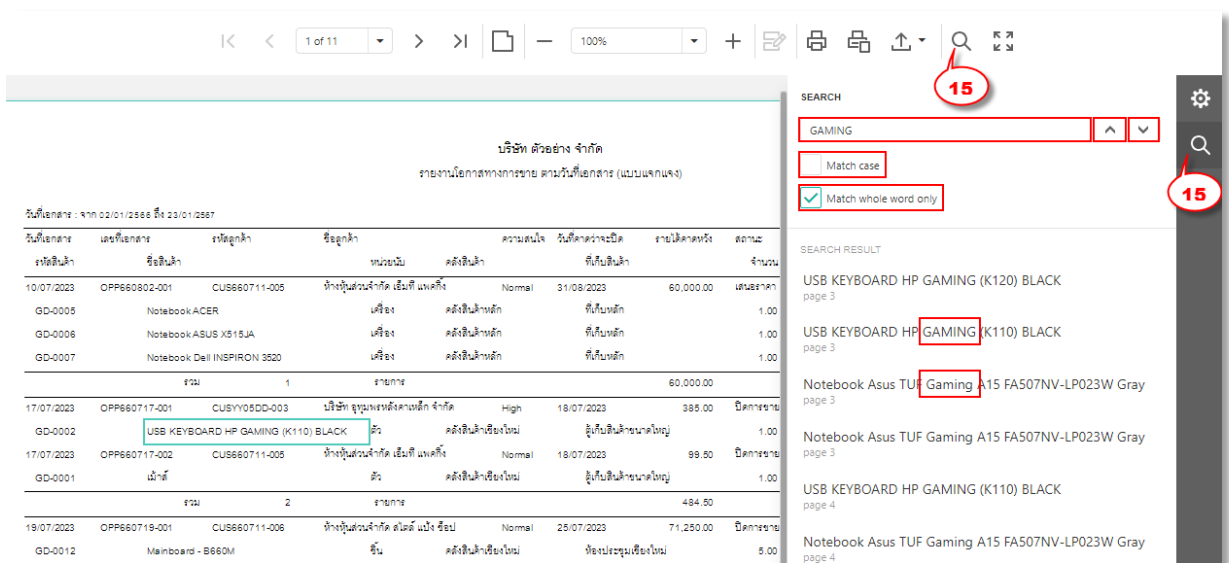 1 of 11
100%
15
SEARCH
GAMING
Match case
Match whole word only
15
SEARCH RESULT
USB KEYBOARD HP GAMING (K120) BLACK
page 3
USB KEYBOARD HP GAMING (K110) BLACK
page 3
Notebook Asus TUF Gaming A15 FA507NV-LP023W Gray
page 3
Notebook Asus TUF Gaming A15 FA507NV-LP023W Gray
page 3
USB KEYBOARD HP GAMING (K110) BLACK
page 4
Notebook Asus TUF Gaming A15 FA507NV-LP023W Gray
page 4
บริษัท ตัวอย่าง จำกัด
รายงานโอกาสทางการขาย ตามวันที่เอกสาร (แบบแจกแจง)
วันที่เอกสาร : จาก 02/01/2566 ถึง 23/01/2567
วันที่เอกสาร เลขที่เอกสาร รหัสลูกค้า ชื่อลูกค้า ความสนใจ วันที่คาดว่าจะปิด รายได้คาดหวัง สถานะ
รหัสสินค้า ชื่อสินค้า หน่วยนับ คลังสินค้า ที่เก็บสินค้า จำนวน
10/07/2023 OPP660802-001 CUS660711-005 ห้างหุ้นส่วนจำกัด เอ็มที แพคกิ้ง Normal 31/08/2023 60,000.00 เสนอราคา
GD-0005 Notebook ACER เครื่อง คลังสินค้าหลัก ที่เก็บหลัก 1.00
GD-0006 Notebook ASUS X515JA เครื่อง คลังสินค้าหลัก ที่เก็บหลัก 1.00
GD-0007 Notebook Dell INSPIRON 3520 เครื่อง คลังสินค้าหลัก ที่เก็บหลัก 1.00
รวม 1 รายการ 60,000.00
17/07/2023 OPP660717-001 CUSYY05DD-003 บริษัท อุทุมพรหลังคาเหล็ก จำกัด High 18/07/2023 385.00 ปิดการขาย
GD-0002 USB KEYBOARD HP GAMING (K110) BLACK ตัว คลังสินค้าเชียงใหม่ ตู้เก็บสินค้าขนาดใหญ่ 1.00
17/07/2023 OPP660717-002 CUS660711-005 ห้างหุ้นส่วนจำกัด เอ็มที แพคกิ้ง Normal 18/07/2023 99.50 ปิดการขาย
GD-0001 เม้าส์ ตัว คลังสินค้าเชียงใหม่ ตู้เก็บสินค้าขนาดใหญ่ 1.00
รวม 2 รายการ 484.50
19/07/2023 OPP660719-001 CUS660711-006 ห้างหุ้นส่วนจำกัด สไตล์ แบ้ง ช็อป Normal 25/07/2023 71,250.00 ปิดการขาย
GD-0012 Mainboard - B660M ชิ้น คลังสินค้าเชียงใหม่ ห้องประชุมเชียงใหม่ 5.00